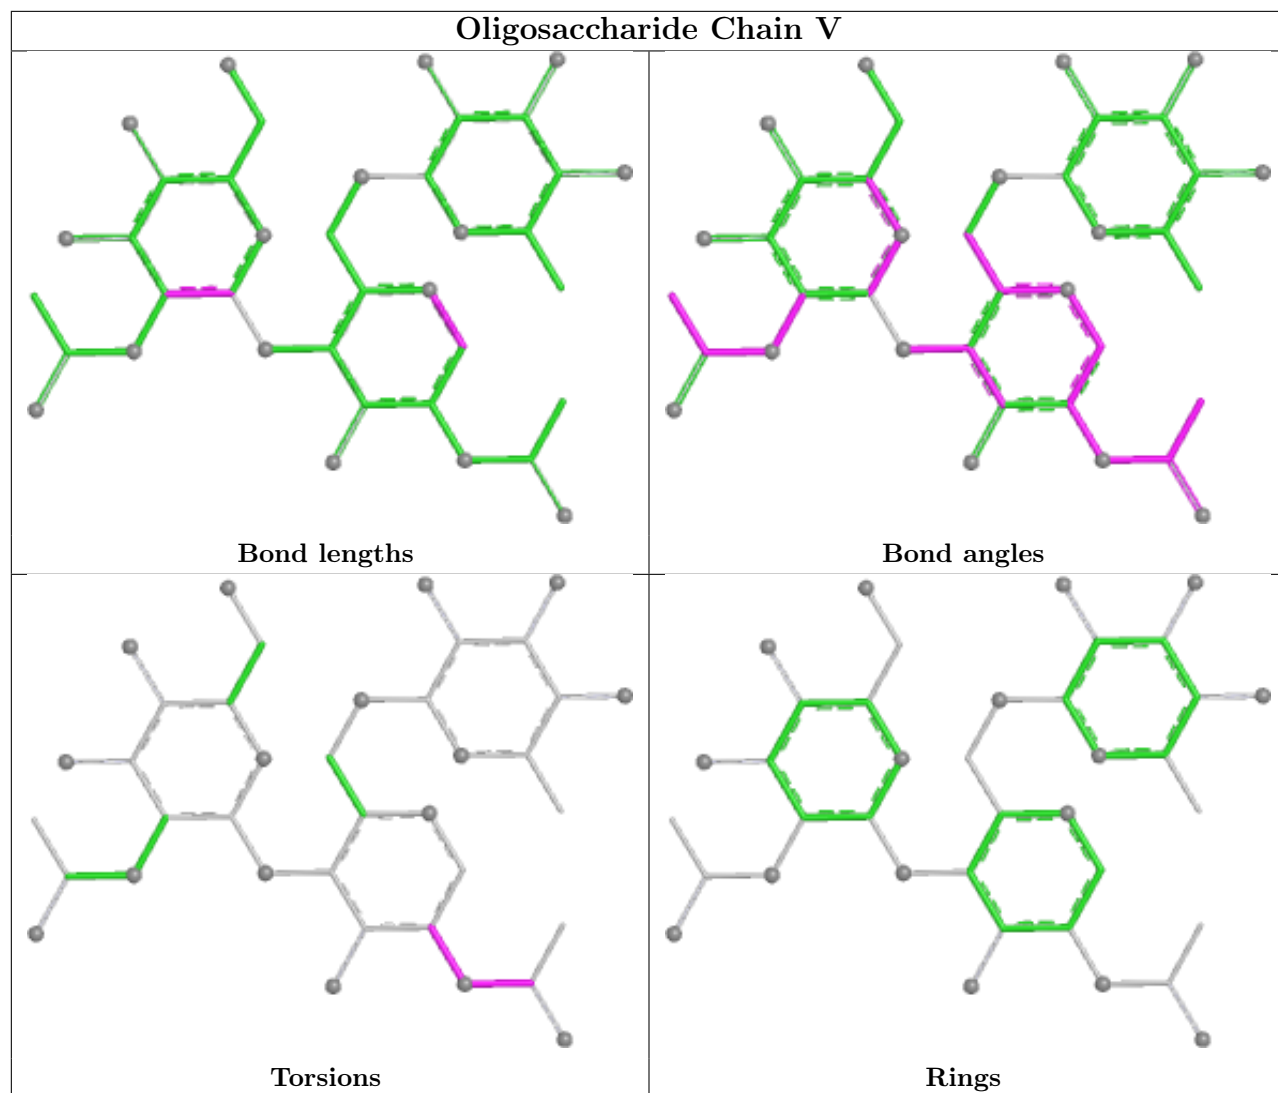 Oligosaccharide Chain V
Bond lengths
Bond angles
Torsions
Rings